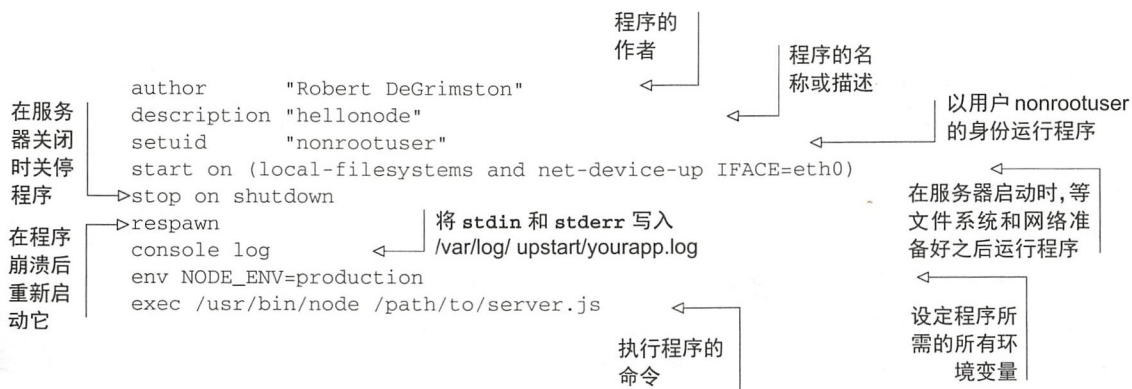 程序的
作者
程序的名
称或描述
author "Robert DeGrimston"
description "hellonode"
setuid "nonrootuser"
start on (local-filesystems and net-device-up IFACE=eth0)
stop on shutdown
respawn
console log
env NODE_ENV=production
exec /usr/bin/node /path/to/server.js
在服务
器关闭
时关停
程序
在程序
崩溃后
重新启
动它
将 stdin 和 stderr 写入
/var/log/ upstart/yourapp.log
以用户 nonrootuser
的身份运行程序
在服务器启动时，等
文件系统和网络准
备好之后运行程序
设定程序所
需的所有环
境变量
执行程序的
命令